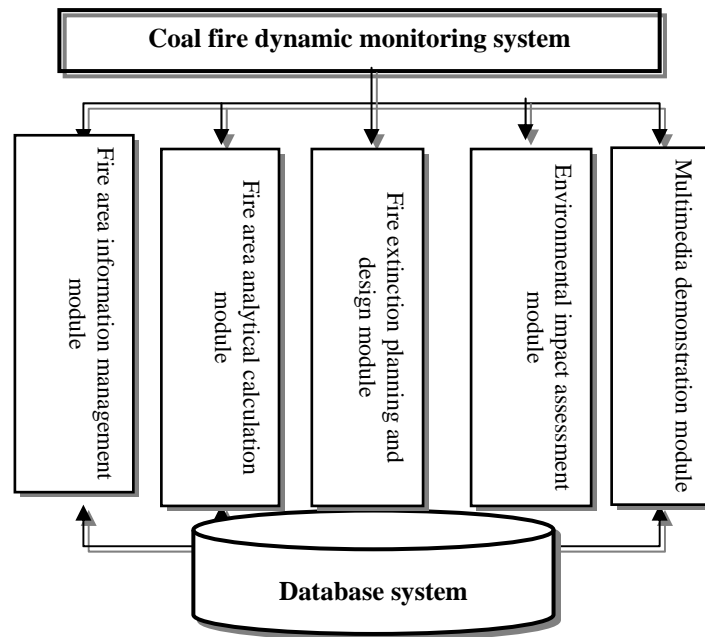 Coal fire dynamic monitoring system
Fire area information management
module
Fire area analytical calculation
module
Fire extinction planning and
design module
Environmental impact assessment
module
Multimedia demonstration module
Database system